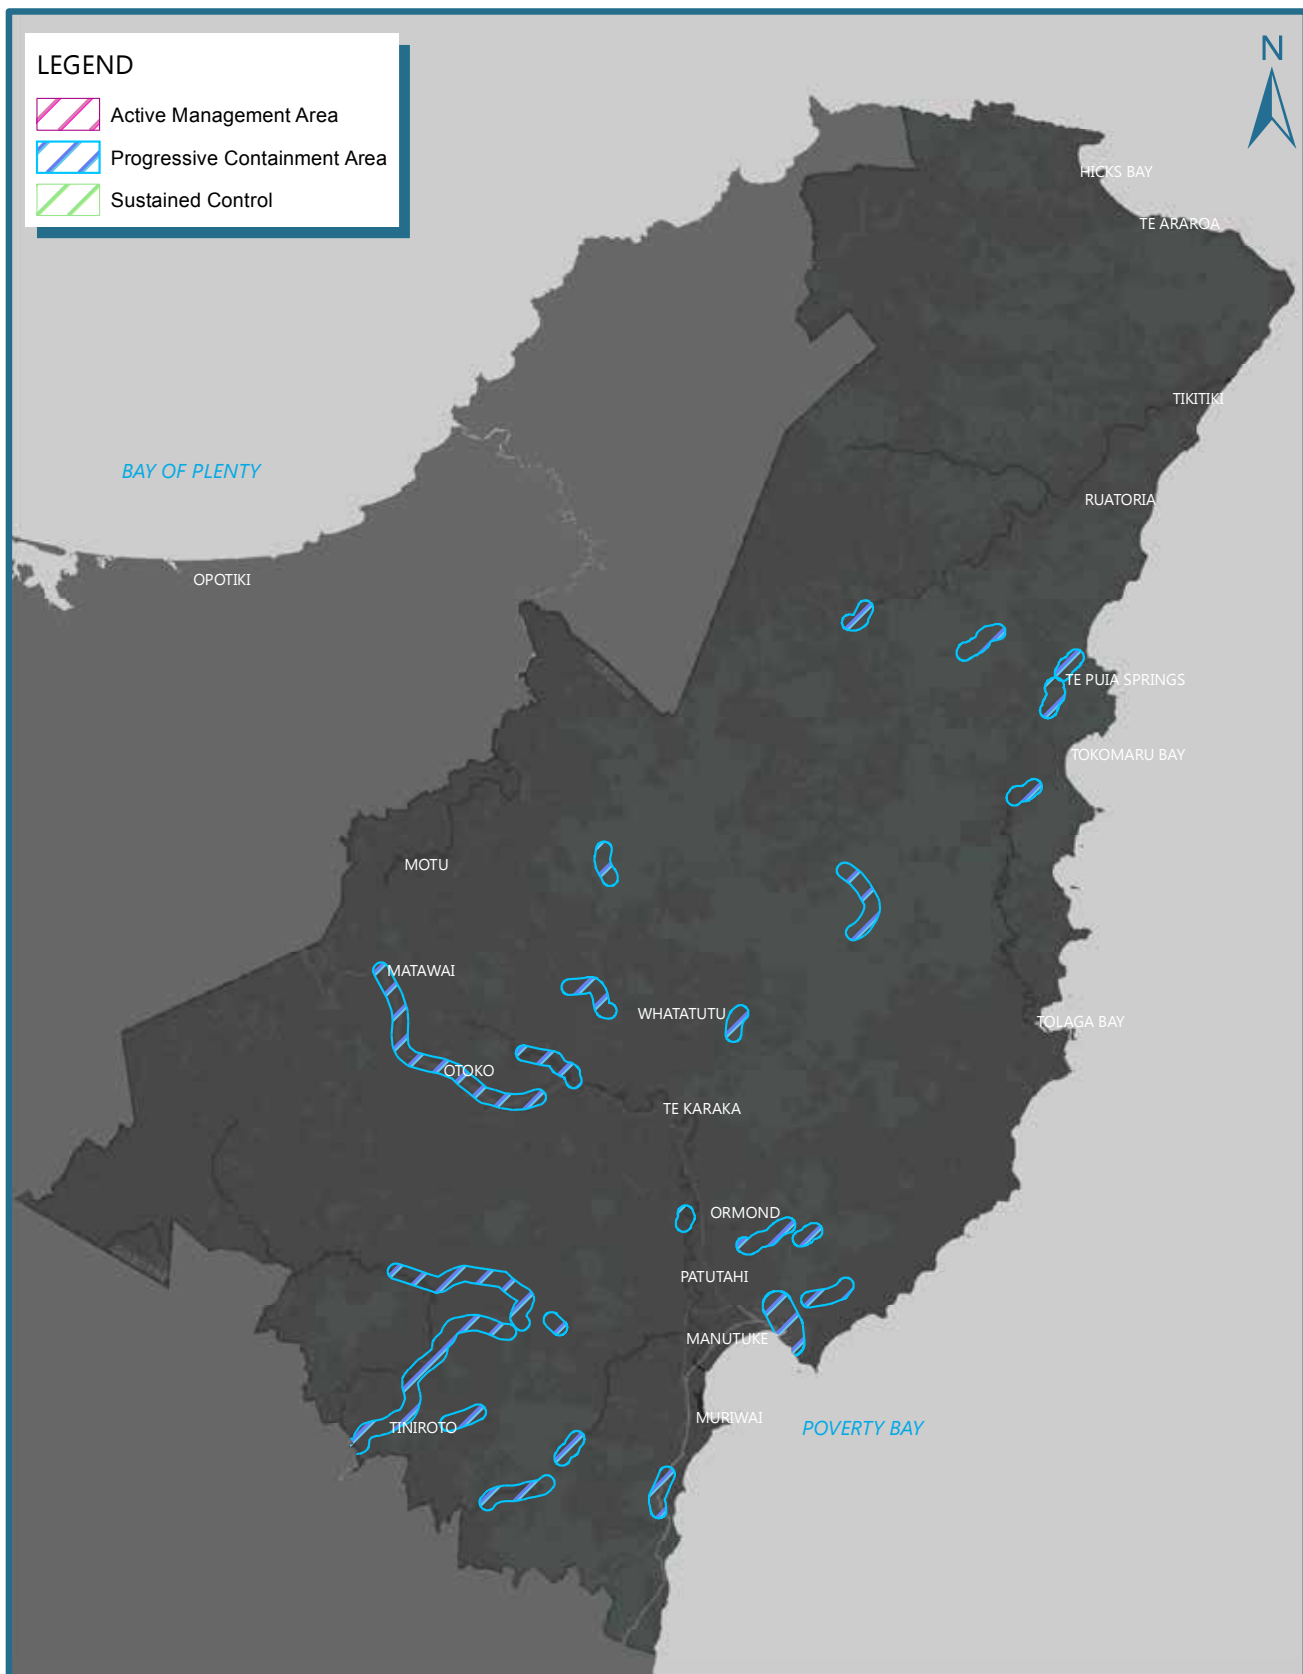 LEGEND
Active Management Area
Progressive Containment Area
Sustained Control
N
HICKS BAY
TE ARAROA
TIKITIKI
BAY OF PLENTY
RUATORIA
OPOTIKI
TE PUIA SPRINGS
TOKOMARU BAY
MOTU
MATAWAI
WHATATUTU
TOLAGA BAY
OTOKO
TE KARAKA
ORMOND
PATUTAHI
MANUTUKE
MURIWAI
TINIROTO
POVERTY BAY